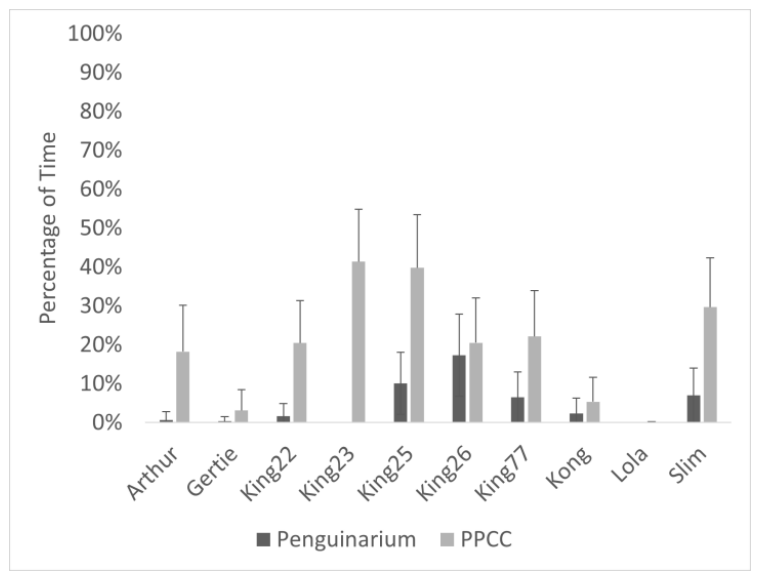 100%
90%
80%
70%
60%
50%
40%
30%
20%
10%
0%
Percentage of Time
Arthur
Gertie
King22
King23
King25
King26
King77
Kong
Lola
Slim
Penguinarium PPCC